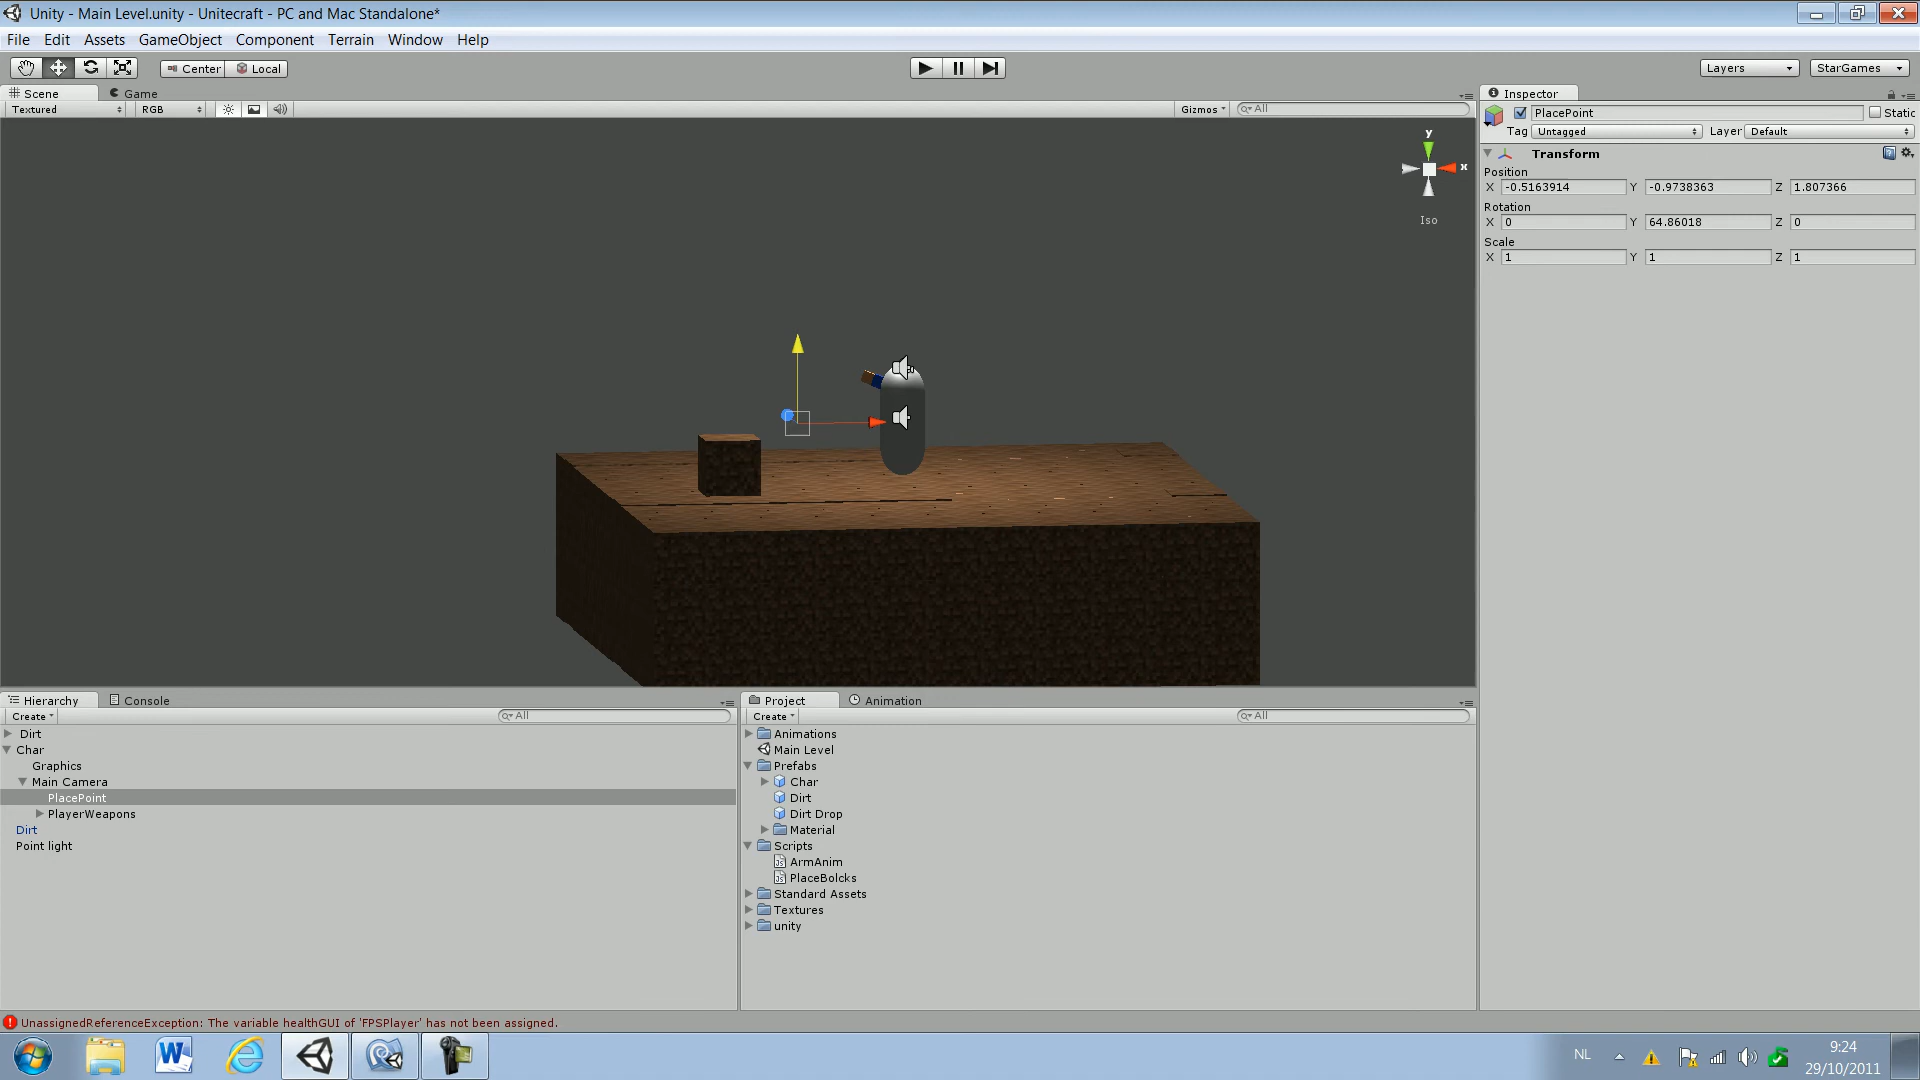 Unity - Main Level.unity - Unitecraft - PC and Mac Standalone*
File Edit Assets GameObject Component Terrain Window Help
Center Local
Layers StarGames
Scene Game
Textured RGB Gizmos All
y
x
Iso
Inspector
PlacePoint Static
Tag Untagged Layer Default
Transform
Position
X -0.5163914 Y -0.9738363 Z 1.807366
Rotation
X 0 Y 64.86018 Z 0
Scale
X 1 Y 1 Z 1
Hierarchy Console
Create All
Dirt
Char
Graphics
Main Camera
PlacePoint
PlayerWeapons
Dirt
Point light
Project Animation
Create All
Animations
Main Level
Prefabs
Char
Dirt
Dirt Drop
Material
Scripts
ArmAnim
PlaceBolcks
Standard Assets
Textures
unity
UnassignedReferenceException: The variable healthGUI of 'FPSPlayer' has not been assigned.
NL
9:24
29/10/2011